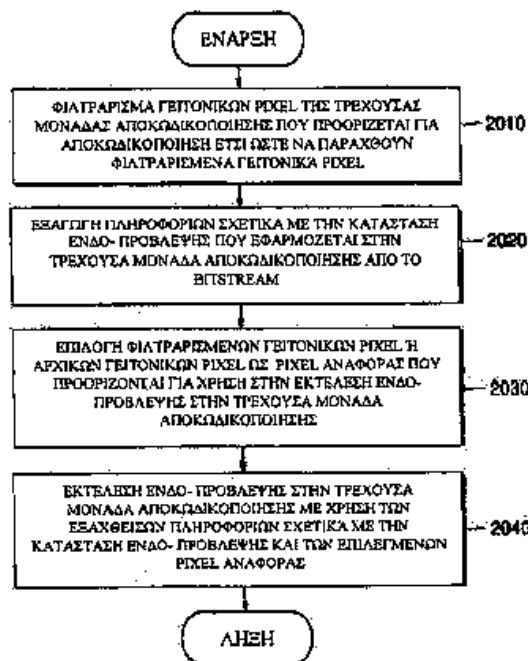 ΕΝΑΡΞΗ
ΦΙΛΤΡΑΡΙΣΜΑ ΓΕΙΤΟΝΙΚΩΝ PIXEL ΤΗΣ ΤΡΕΧΟΥΣΑΣ
ΜΟΝΑΔΑΣ ΑΠΟΚΩΔΙΚΟΠΟΙΗΣΗΣ ΠΟΥ ΠΡΟΟΡΙΖΕΤΑΙ ΓΙΑ
ΑΠΟΚΩΔΙΚΟΠΟΙΗΣΗ ΕΤΣΙ ΩΣΤΕ ΝΑ ΠΑΡΑΧΘΟΥΝ
ΦΙΛΤΡΑΡΙΣΜΕΝΑ ΓΕΙΤΟΝΙΚΑ PIXEL
2010
ΕΞΑΓΩΓΗ ΠΛΗΡΟΦΟΡΙΩΝ ΣΧΕΤΙΚΑ ΜΕ ΤΗΝ ΚΑΤΑΣΤΑΣΗ
ΕΝΔΟ- ΠΡΟΒΛΕΨΗΣ ΠΟΥ ΕΦΑΡΜΟΖΕΤΑΙ ΣΤΗΝ
ΤΡΕΧΟΥΣΑ ΜΟΝΑΔΑ ΑΠΟΚΩΔΙΚΟΠΟΙΗΣΗΣ ΑΠΟ ΤΟ
BITSTREAM
2020
ΕΠΙΛΟΓΗ ΦΙΛΤΡΑΡΙΣΜΕΝΩΝ ΓΕΙΤΟΝΙΚΩΝ PIXEL Ή
ΑΡΧΙΚΩΝ ΓΕΙΤΟΝΙΚΩΝ PIXEL ΩΣ PIXEL ΑΝΑΦΟΡΑΣ ΠΟΥ
ΠΡΟΟΡΙΖΟΝΤΑΙ ΓΙΑ ΧΡΗΣΗ ΣΤΗΝ ΕΚΤΕΛΕΣΗ ΕΝΔΟ-
ΠΡΟΒΛΕΨΗΣ ΣΤΗΝ ΤΡΕΧΟΥΣΑ ΜΟΝΑΔΑ
ΑΠΟΚΩΔΙΚΟΠΟΙΗΣΗΣ
2030
ΕΚΤΕΛΕΣΗ ΕΝΔΟ- ΠΡΟΒΛΕΨΗΣ ΣΤΗΝ ΤΡΕΧΟΥΣΑ
ΜΟΝΑΔΑ ΑΠΟΚΩΔΙΚΟΠΟΙΗΣΗΣ ΜΕ ΧΡΗΣΗ ΤΩΝ
ΕΞΑΧΘΕΙΣΩΝ ΠΛΗΡΟΦΟΡΙΩΝ ΣΧΕΤΙΚΑ ΜΕ ΤΗΝ
ΚΑΤΑΣΤΑΣΗ ΕΝΔΟ- ΠΡΟΒΛΕΨΗΣ ΚΑΙ ΤΩΝ ΕΠΙΛΕΓΜΕΝΩΝ
PIXEL ΑΝΑΦΟΡΑΣ
2040
ΛΗΞΗ